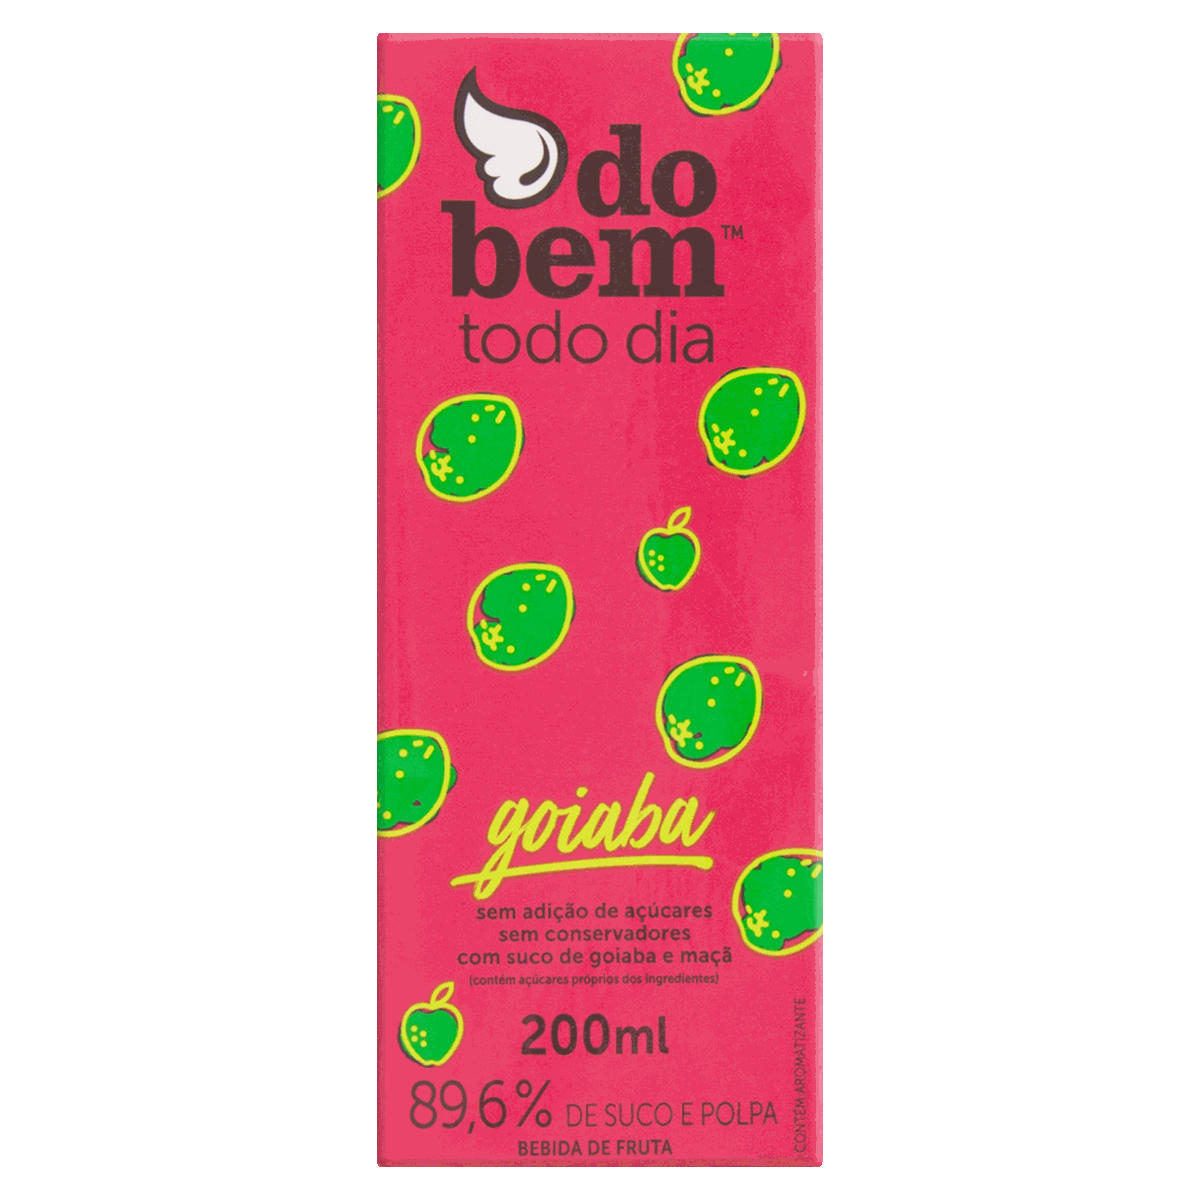 do
bem™
todo dia
goiaba
sem adição de açúcares
sem conservadores
com suco de goiaba e maçã
(contém açúcares próprios dos ingredientes)
200ml
89,6% DE SUCO E POLPA
BEBIDA DE FRUTA
CONTÉM AROMATIZANTE